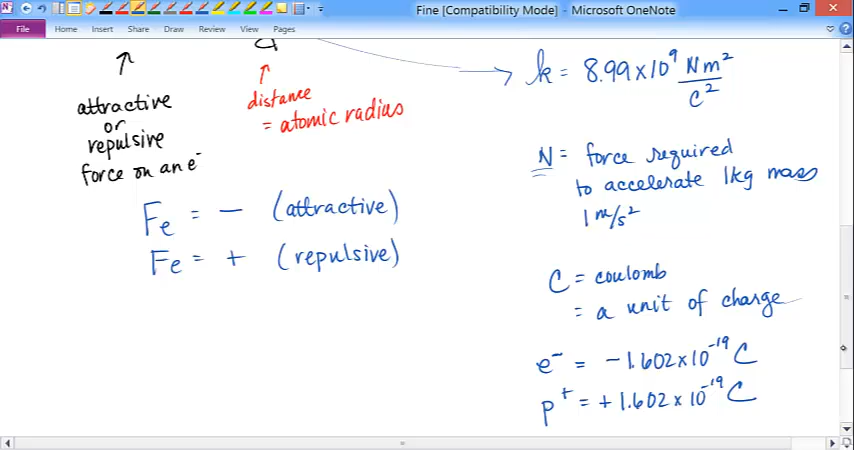 Fine [Compatibility Mode] - Microsoft OneNote
File Home Insert Share Draw Review View Pages
attractive
or
repulsive
force on an e⁻
distance
= atomic radius
Fe = − (attractive)
Fe = + (repulsive)
k = 8.99×10⁹ Nm²/C²
N = force required
to accelerate 1kg mass
1 m/s²
C = coulomb
= a unit of charge
e⁻ = −1.602×10⁻¹⁹ C
p⁺ = +1.602×10⁻¹⁹ C